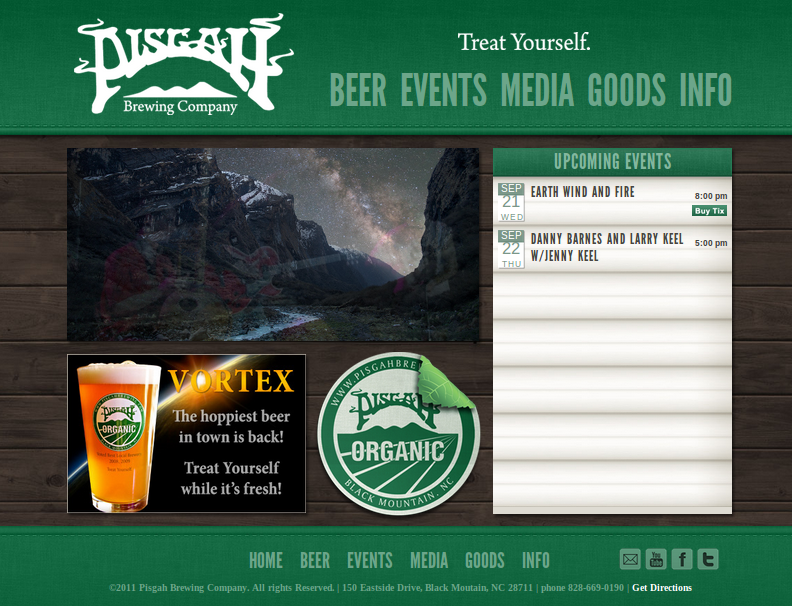 PISGAH
Brewing Company
Treat Yourself.
BEER EVENTS MEDIA GOODS INFO
UPCOMING EVENTS
SEP
21
WED
EARTH WIND AND FIRE
8:00 pm
Buy Tix
SEP
22
THU
DANNY BARNES AND LARRY KEEL
W/JENNY KEEL
5:00 pm
VORTEX
The hoppiest beer
in town is back!
Treat Yourself
while it's fresh!
PISGAH
ORGANIC
WWW.PISGAHBRE
PISGAH
ORGANIC
BLACK MOUNTAIN, NC
HOME BEER EVENTS MEDIA GOODS INFO
You Tube
©2011 Pisgah Brewing Company. All rights Reserved. | 150 Eastside Drive, Black Moutain, NC 28711 | phone 828-669-0190 | Get Directions